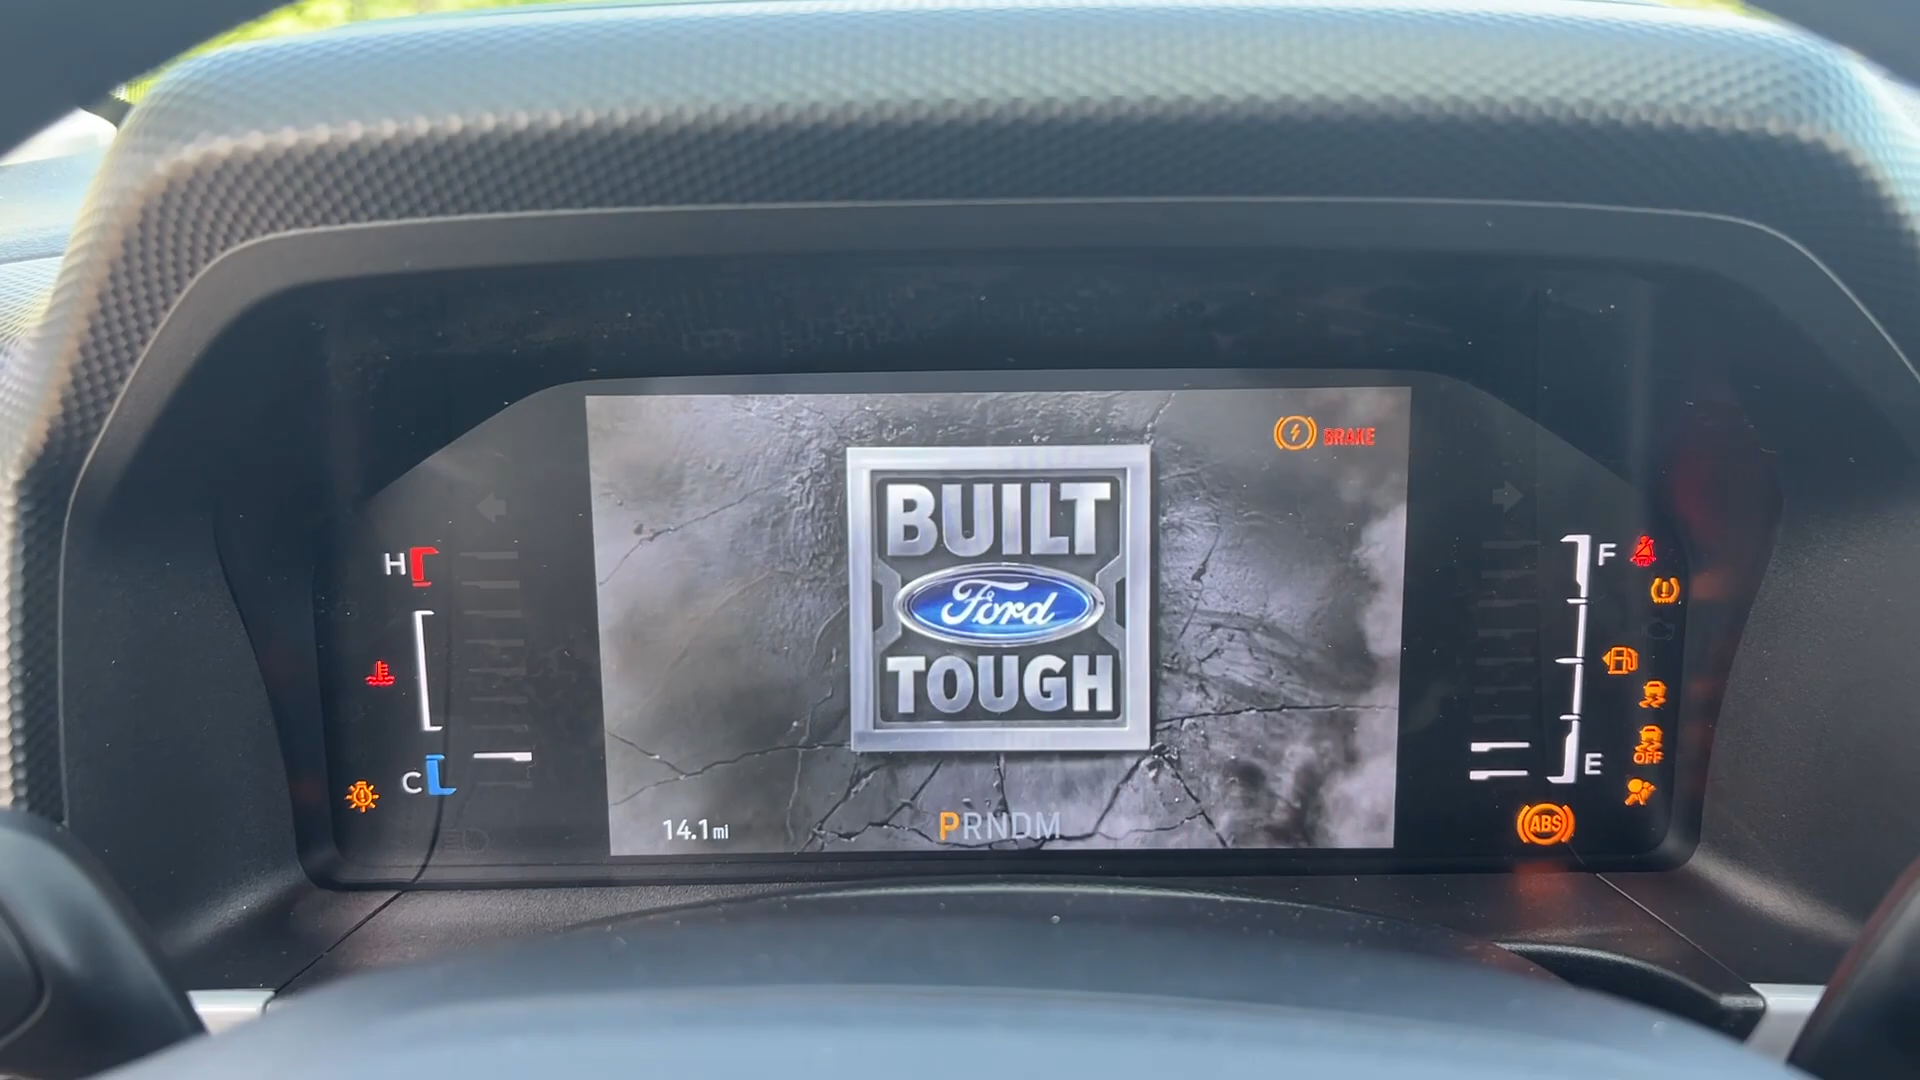 BRAKE
BUILT
Ford
TOUGH
H
F
C
E
OFF
ABS
14.1 mi
PRNDM